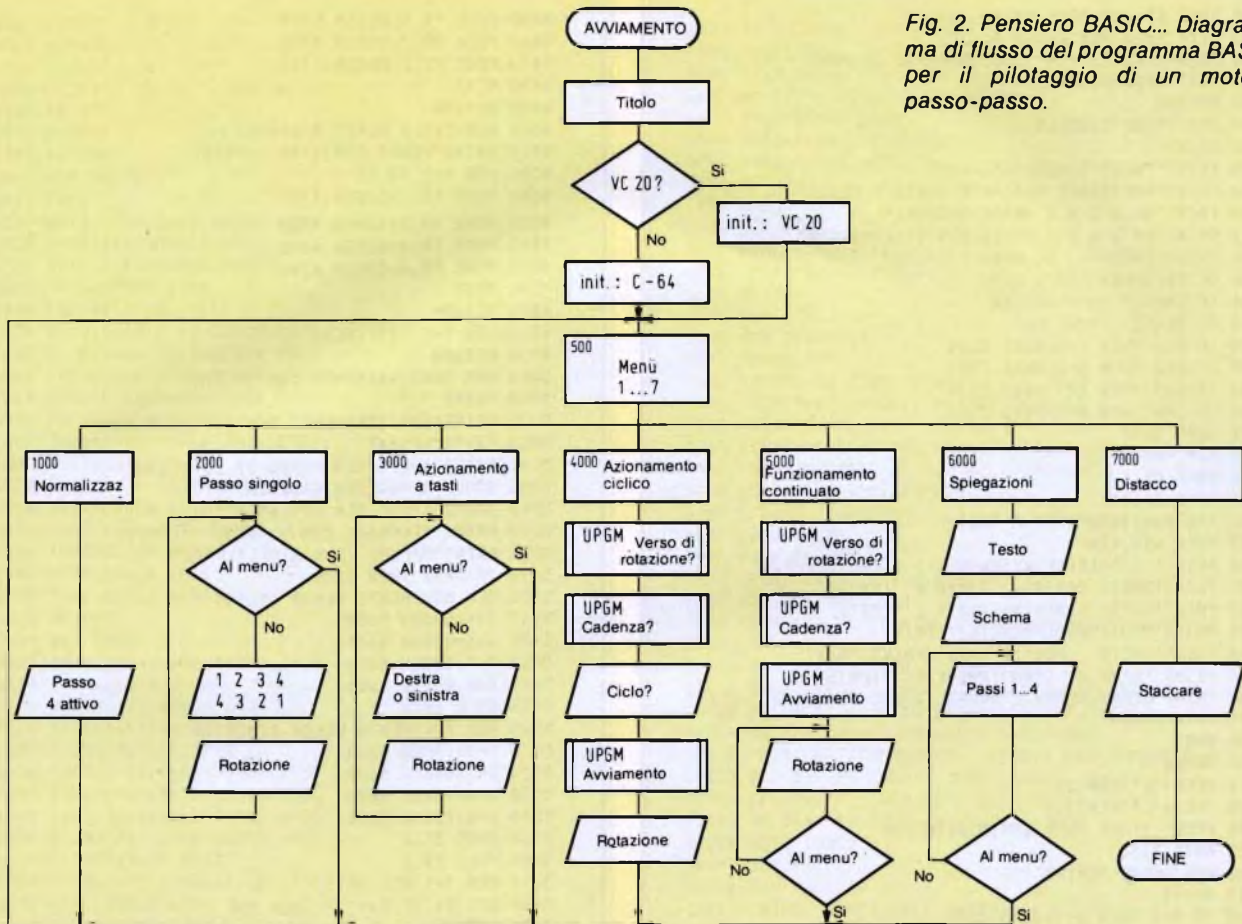 Fig. 2. Pensiero BASIC... Diagra
ma di flusso del programma BAS
per il pilotaggio di un mot
passo-passo.
AVVIAMENTO
Titolo
VC 20?
Si
No
init.: VC 20
init.: C-64
500
Menù
1...7
1000
Normalizzaz
2000
Passo singolo
3000 Azionamento
a tasti
4000 Azionamento
ciclico
5000
Funzionamento
continuato
6000
Spiegazioni
7000
Distacco
Al menu?
Si
No
Al menu?
Si
No
UPGM Verso di
rotazione?
UPGM Verso di
rotazione?
Testo
UPGM
Cadenza?
UPGM
Cadenza?
Schema
Passo
4 attivo
1 2 3 4
4 3 2 1
Destra
o sinistra
Ciclo?
UPGM
Avviamento
Passi 1...4
Staccare
Rotazione
Rotazione
UPGM
Avviamento
Rotazione
Rotazione
Al menu?
No
Si
Al menu?
No
Si
FINE